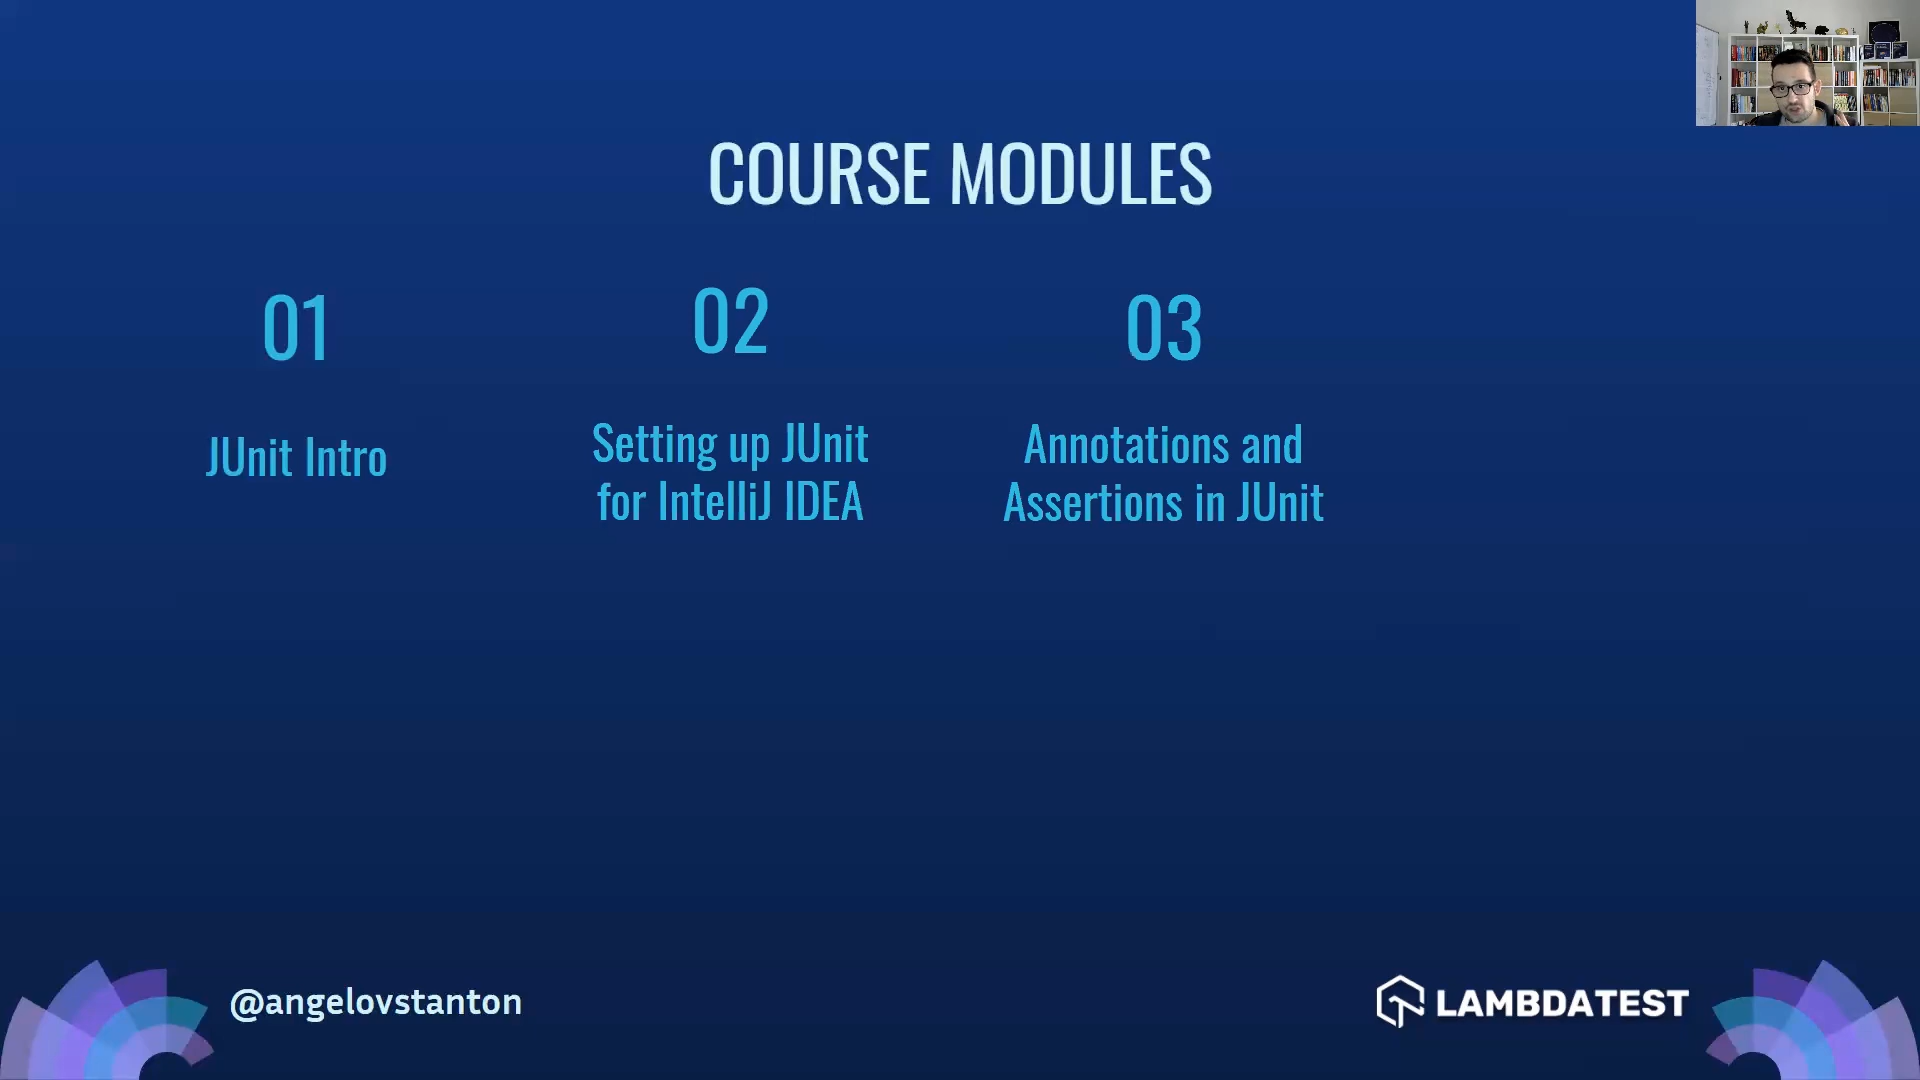 COURSE MODULES
01
JUnit Intro
02
Setting up JUnit
for IntelliJ IDEA
03
Annotations and
Assertions in JUnit
@angelovstanton
LAMBDATEST